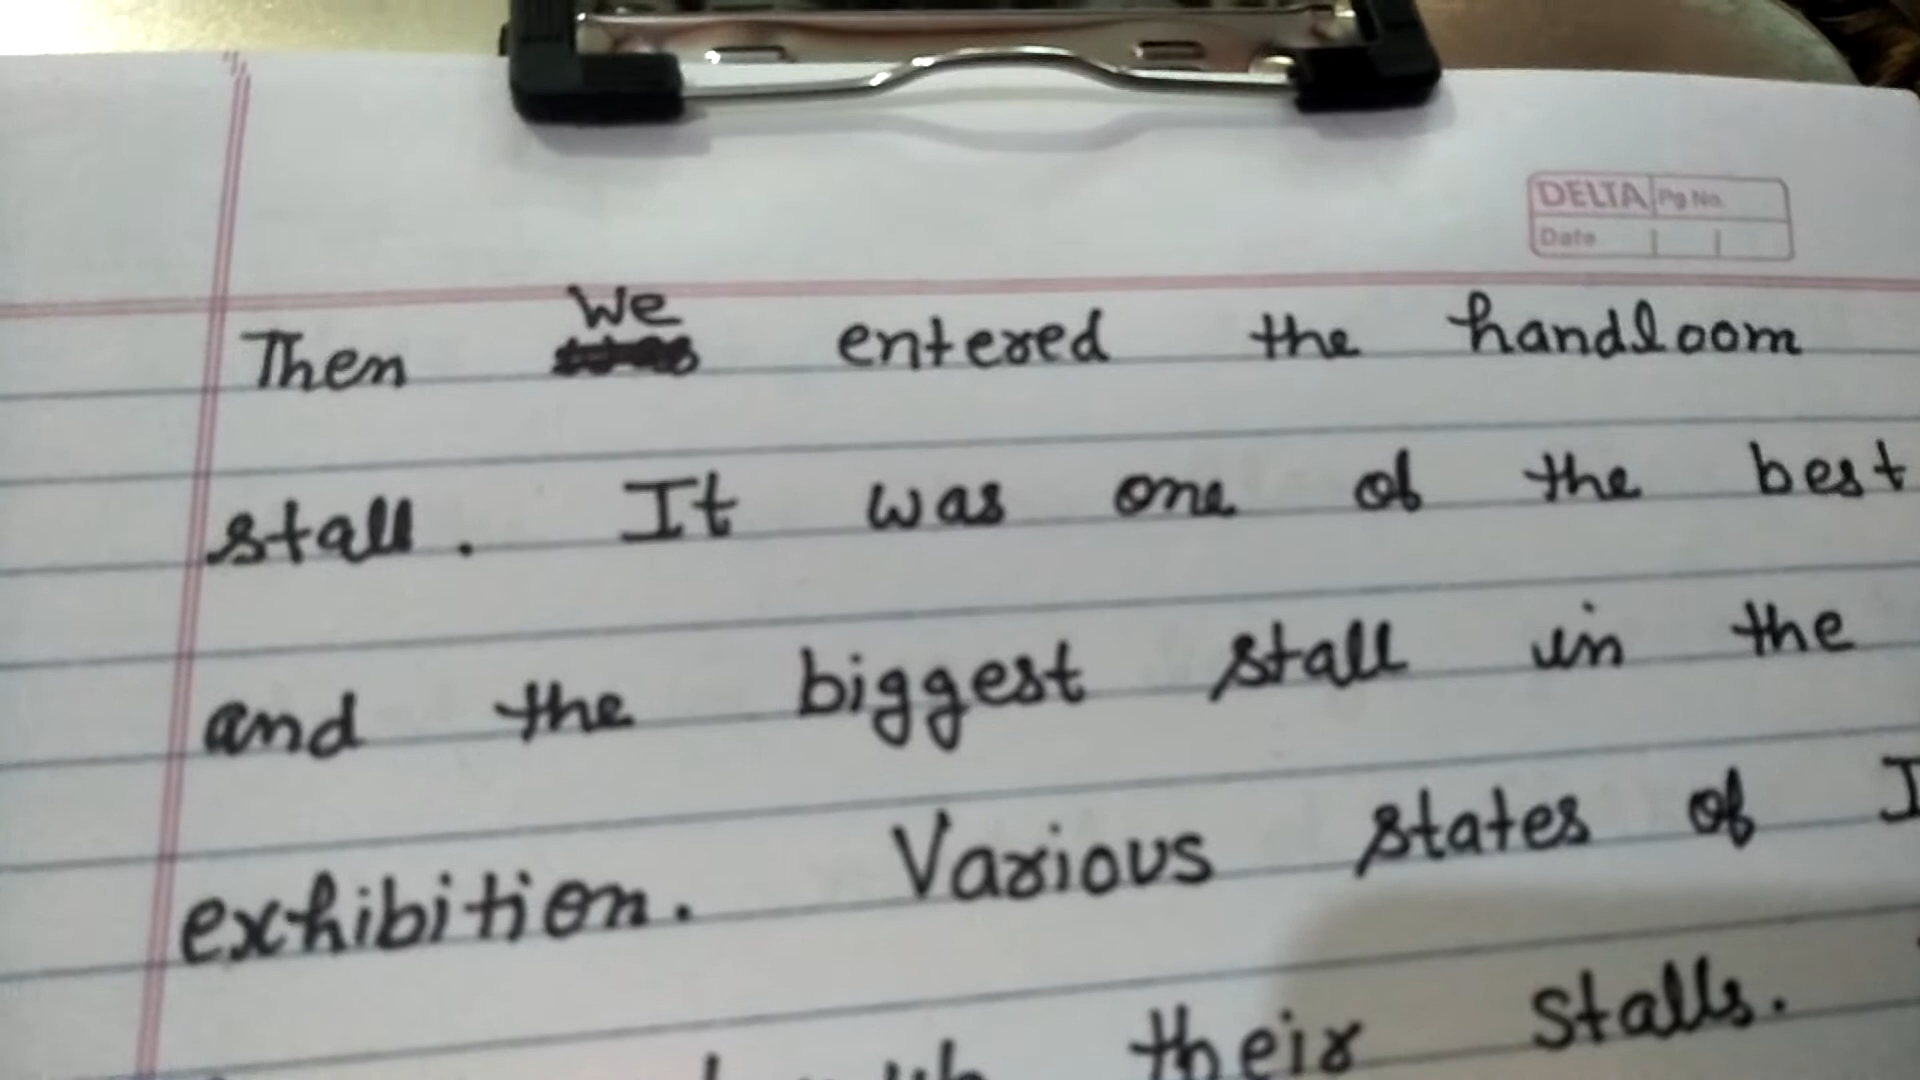 DELTA Pg No.
Date
We
Then entered the handloom
stall. It was one of the best
and the biggest stall in the
exhibition. Various states of
their stalls.